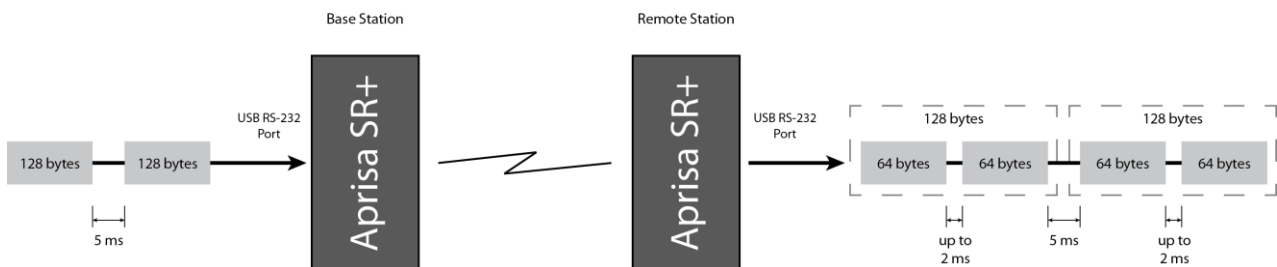 Base Station
Remote Station
USB RS-232
Port
USB RS-232
Port
128 bytes
128 bytes
128 bytes
128 bytes
Aprisa SR+
Aprisa SR+
64 bytes
64 bytes
64 bytes
64 bytes
5 ms
up to
2 ms
5 ms
up to
2 ms